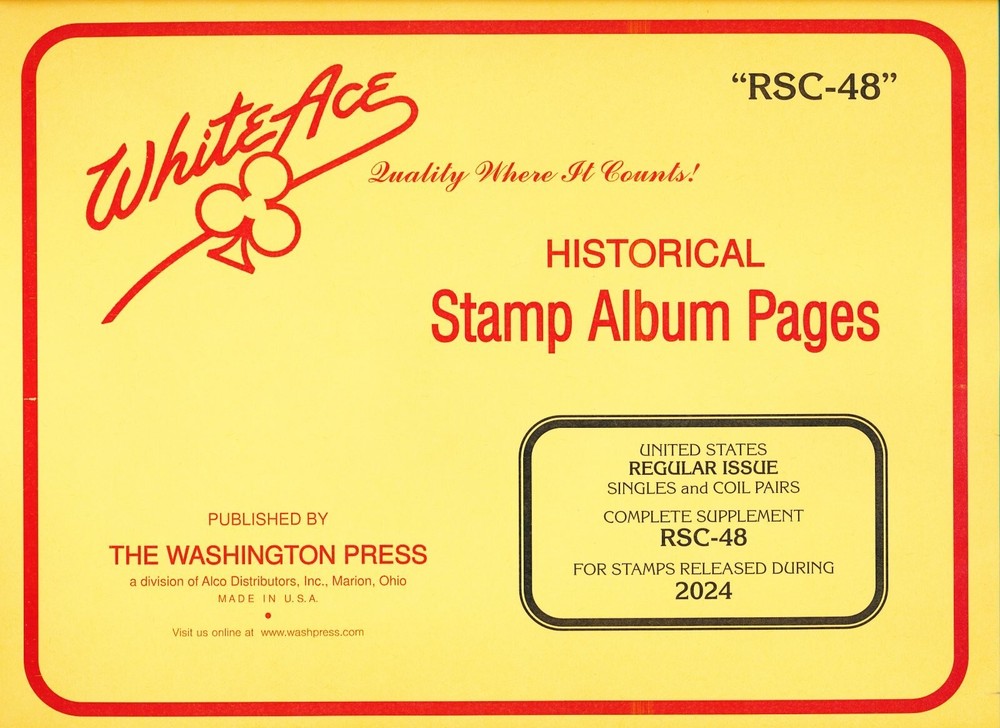 "RSC-48"
White Ace
Quality Where It Counts!
HISTORICAL
Stamp Album Pages
UNITED STATES
REGULAR ISSUE
SINGLES and COIL PAIRS
COMPLETE SUPPLEMENT
RSC-48
FOR STAMPS RELEASED DURING
2024
PUBLISHED BY
THE WASHINGTON PRESS
a division of Alco Distributors, Inc., Marion, Ohio
MADE IN U.S.A.
Visit us online at www.washpress.com